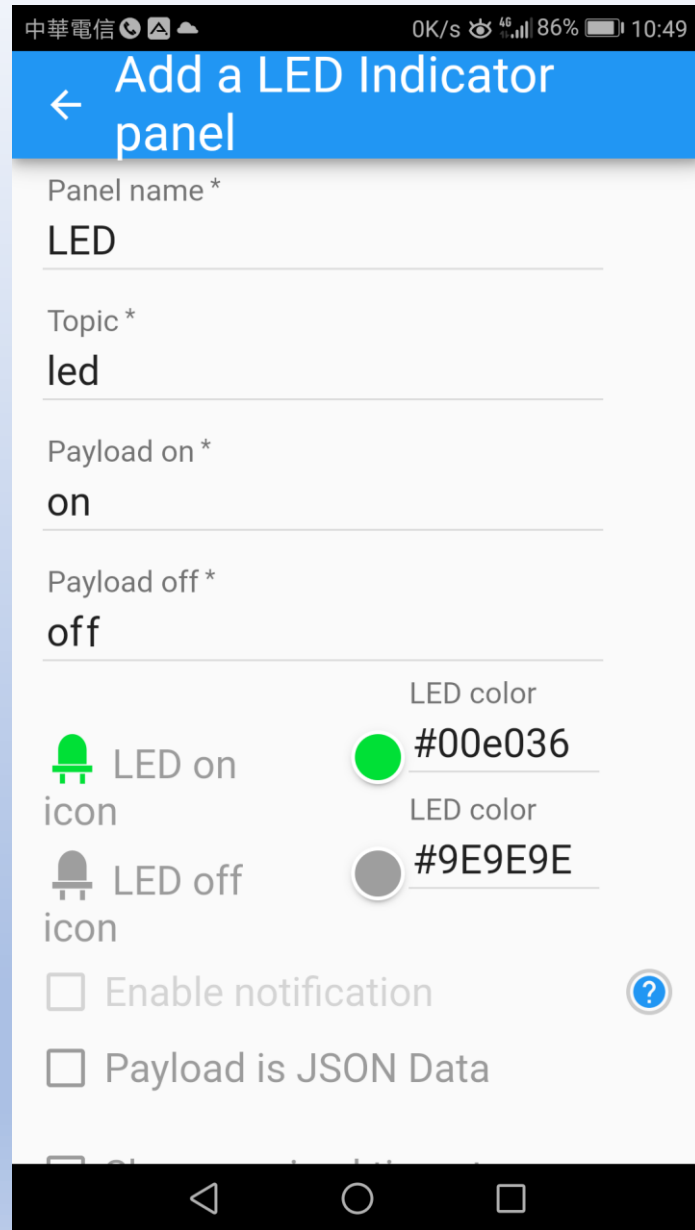 中華電信 0K/s 4G 86% 10:49
Add a LED Indicator
panel
Panel name *
LED
Topic *
led
Payload on *
on
Payload off *
off
LED color
#00e036
LED on
icon
LED color
#9E9E9E
LED off
icon
Enable notification
?
Payload is JSON Data